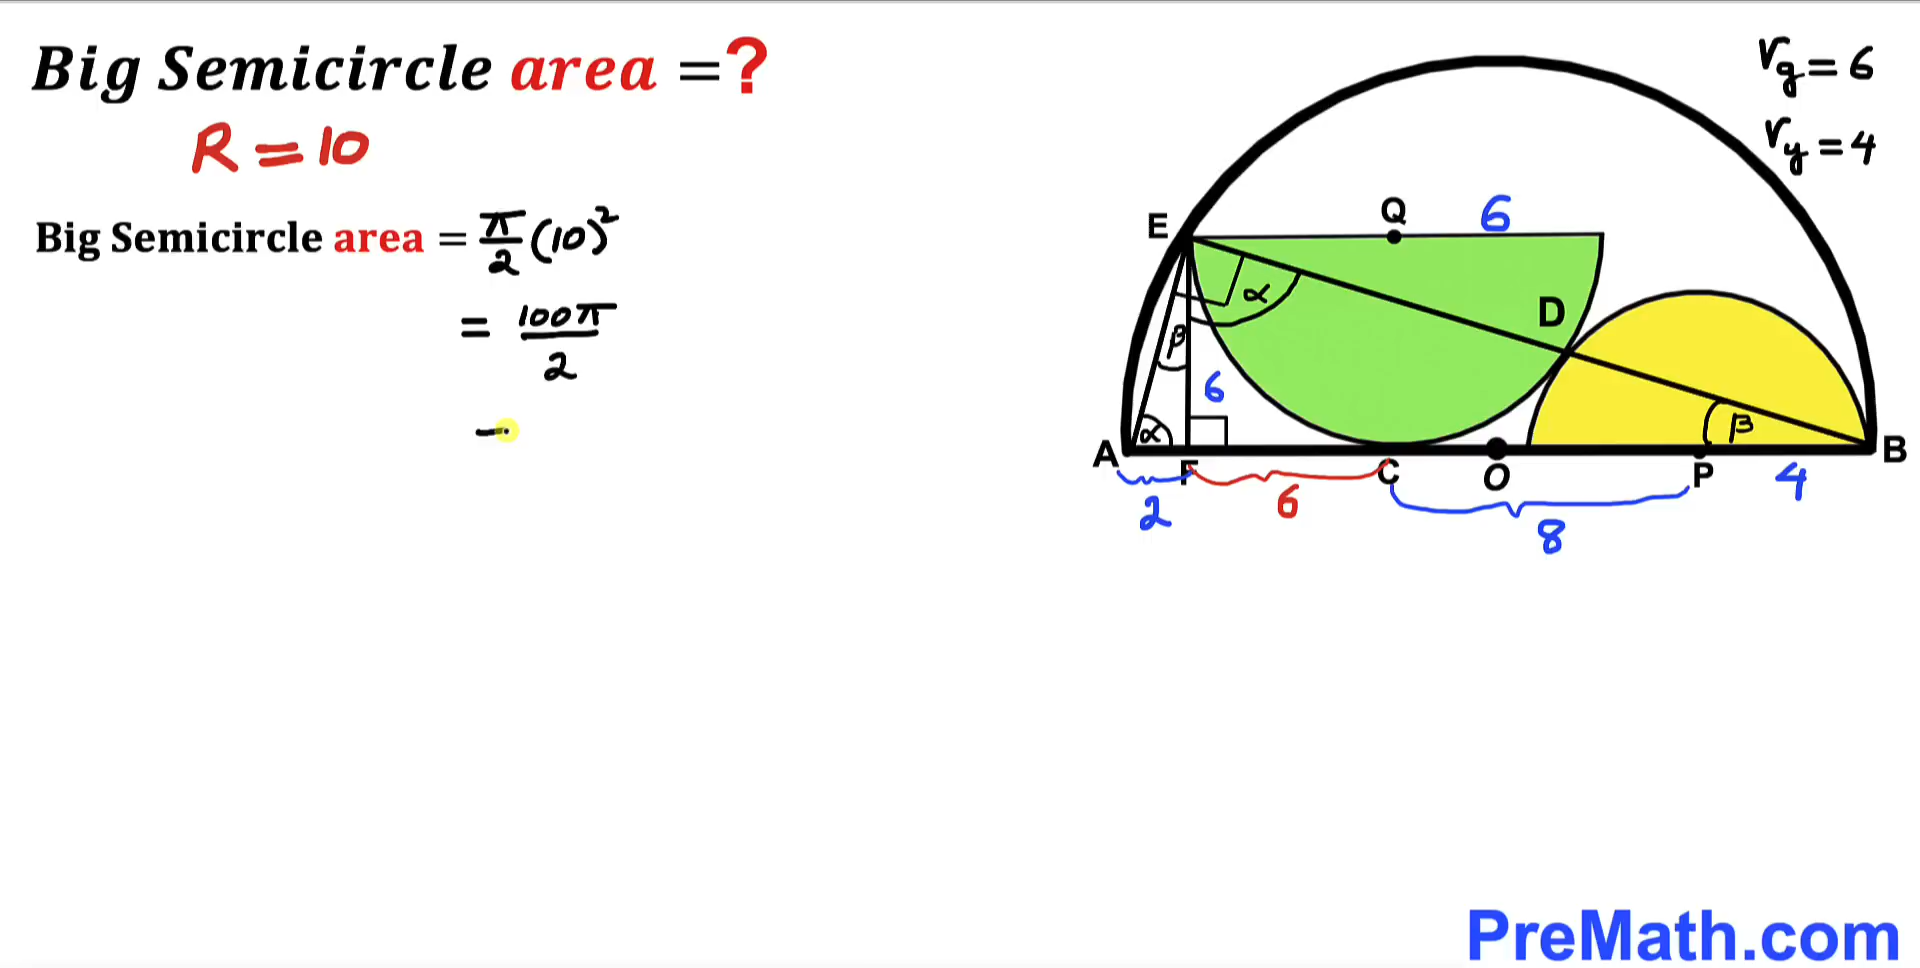 Big Semicircle area =?
R = 10
Big Semicircle area = π/2 (10)²
= 100π/2
r_g = 6
r_y = 4
E Q 6
α D
β
6
α β
A F C O P B
2 6 8 4
PreMath.com